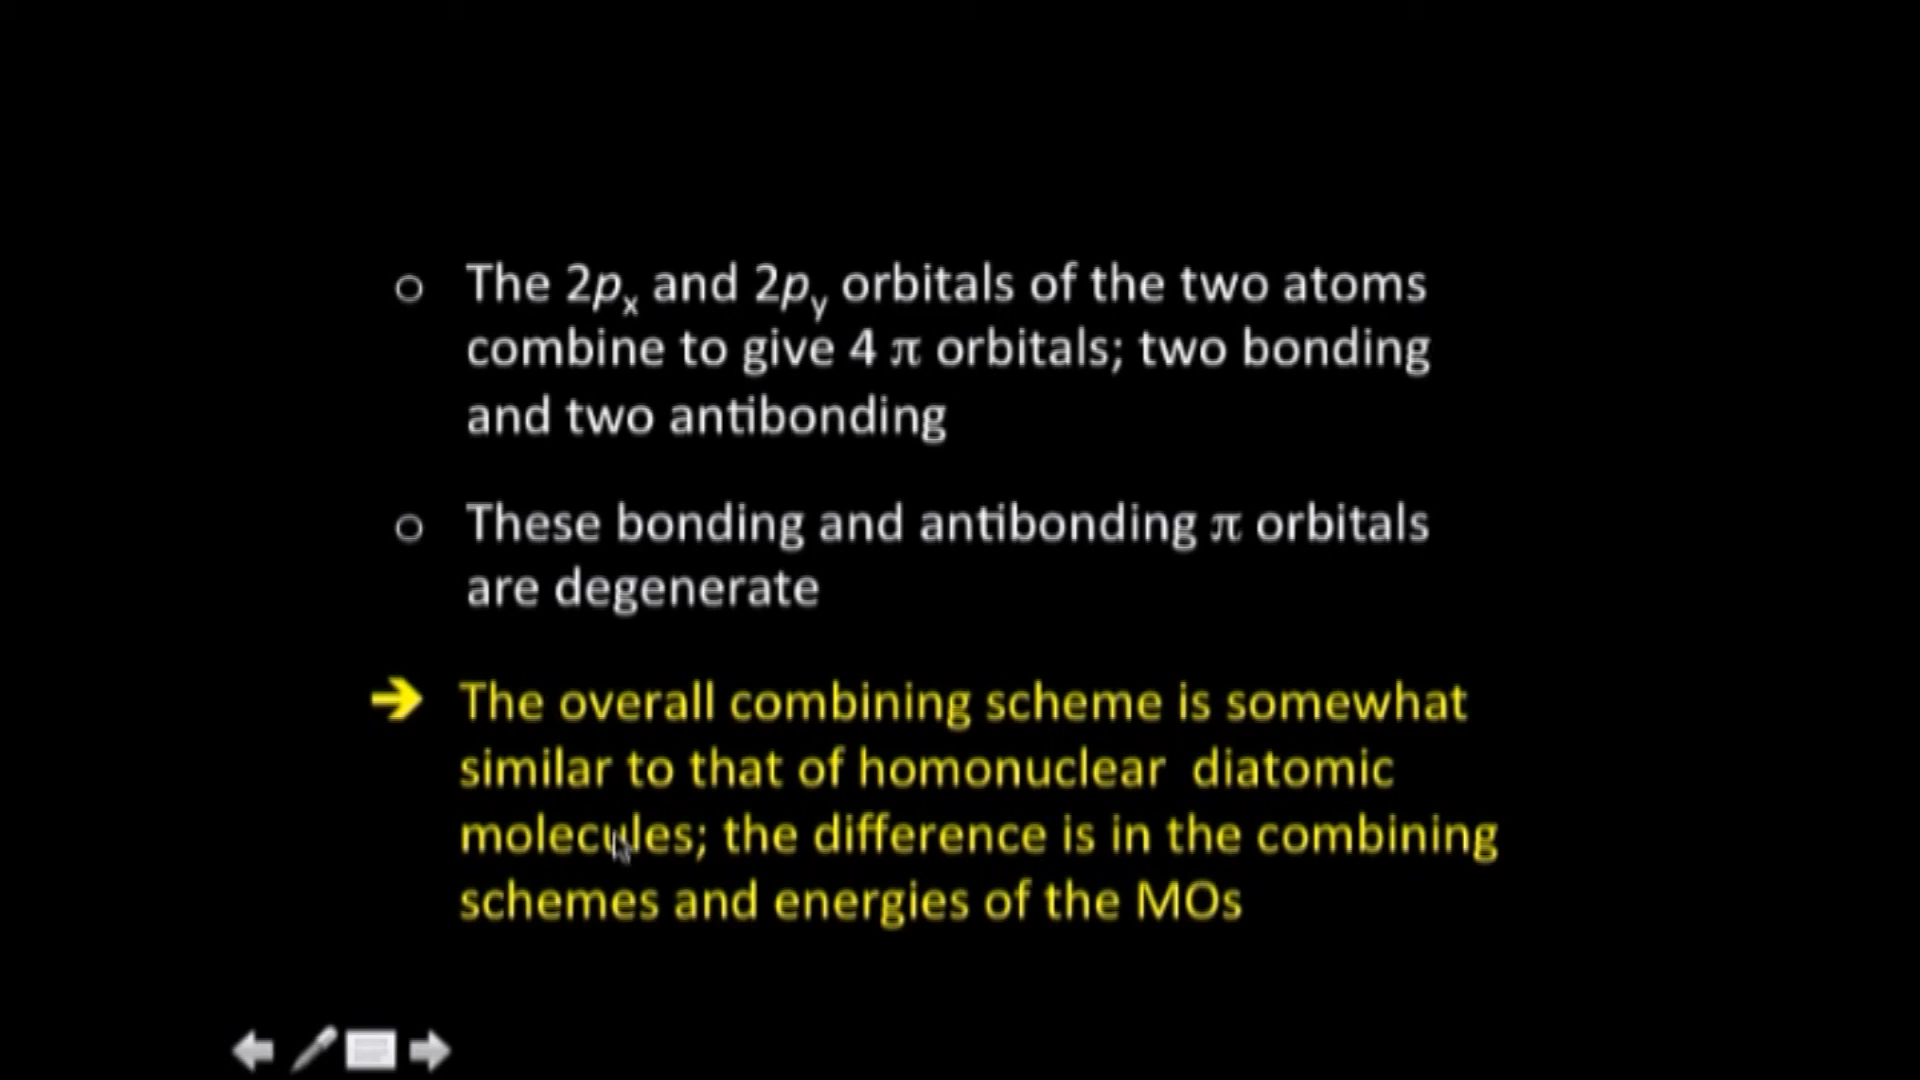 o The 2pₓ and 2pᵧ orbitals of the two atoms
combine to give 4 π orbitals; two bonding
and two antibonding
o These bonding and antibonding π orbitals
are degenerate
➔ The overall combining scheme is somewhat
similar to that of homonuclear diatomic
molecules; the difference is in the combining
schemes and energies of the MOs